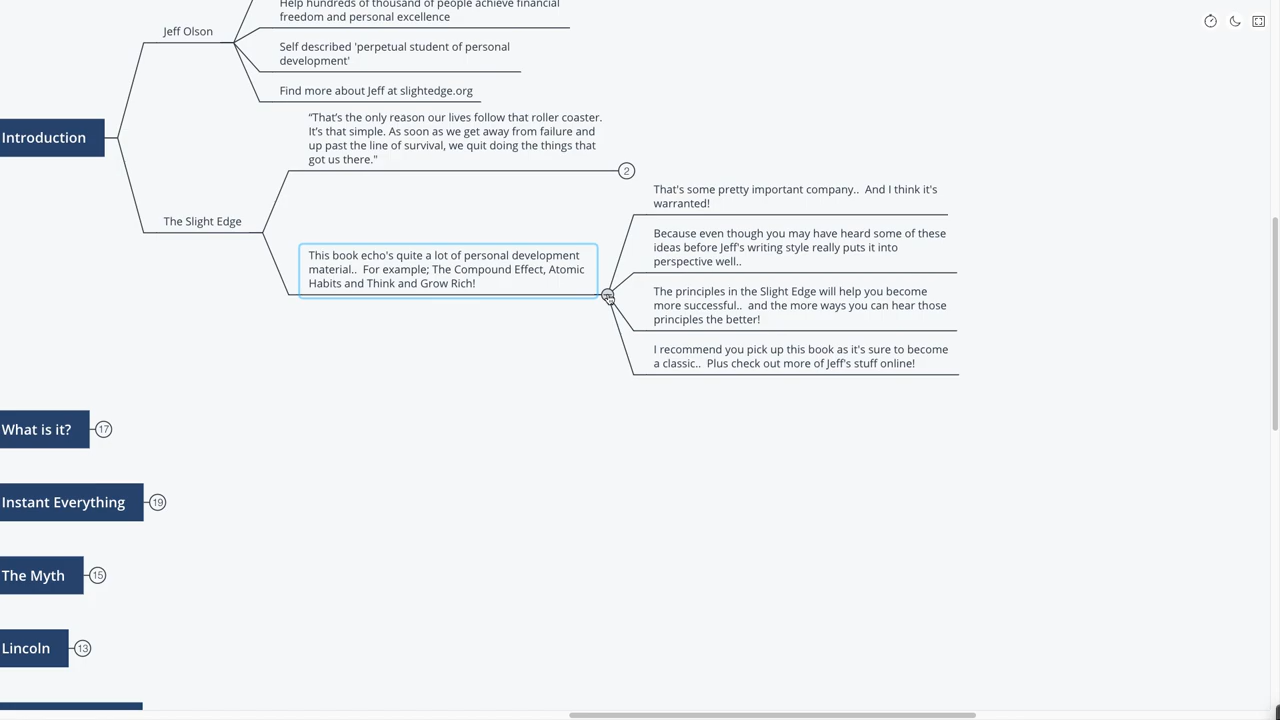 Help hundreds of thousand of people achieve financial
freedom and personal excellence
Jeff Olson
Self described 'perpetual student of personal
development'
Find more about Jeff at slightedge.org
Introduction
“That's the only reason our lives follow that roller coaster.
It's that simple. As soon as we get away from failure and
up past the line of survival, we quit doing the things that
got us there."
2
The Slight Edge
This book echo's quite a lot of personal development
material..  For example; The Compound Effect, Atomic
Habits and Think and Grow Rich!
That's some pretty important company..  And I think it's
warranted!
Because even though you may have heard some of these
ideas before Jeff's writing style really puts it into
perspective well..
The principles in the Slight Edge will help you become
more successful..  and the more ways you can hear those
principles the better!
I recommend you pick up this book as it's sure to become
a classic..  Plus check out more of Jeff's stuff online!
What is it?
17
Instant Everything
19
The Myth
15
Lincoln
13